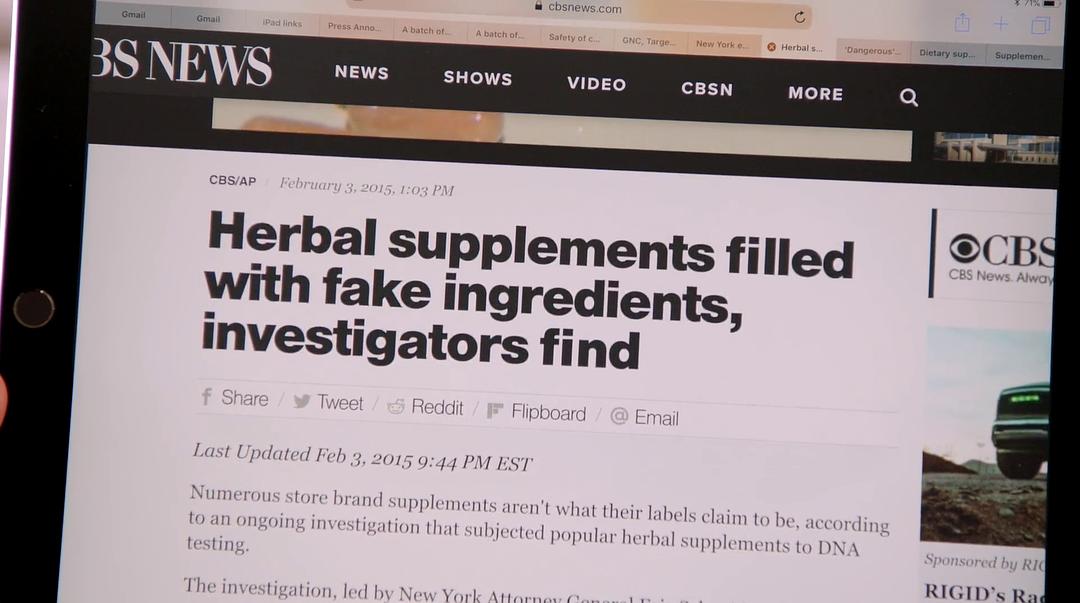 71%
cbsnews.com
Gmail
Gmail
iPad links
Press Anno...
A batch of...
A batch of...
Safety of c...
GNC, Targe...
New York e...
Herbal s...
'Dangerous'...
Dietary sup...
Supplemen...
BS NEWS
NEWS
SHOWS
VIDEO
CBSN
MORE
CBS/AP February 3, 2015, 1:03 PM
Herbal supplements filled
with fake ingredients,
investigators find
Share / Tweet / Reddit / Flipboard / @ Email
Last Updated Feb 3, 2015 9:44 PM EST
Numerous store brand supplements aren't what their labels claim to be, according
to an ongoing investigation that subjected popular herbal supplements to DNA
testing.
The investigation, led by New York Attorney General
CBS
CBS News. Alway
Sponsored by RI
RIGID's Ra